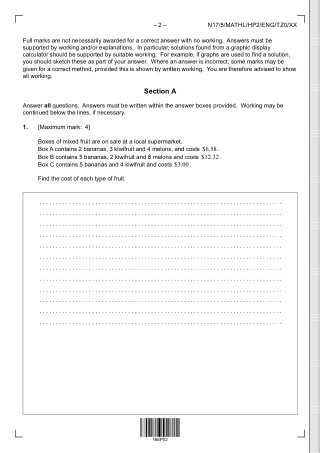 – 2 –
N17/5/MATHL/HP2/ENG/TZ0/XX
Full marks are not necessarily awarded for a correct answer with no working. Answers must be
supported by working and/or explanations. In particular, solutions found from a graphic display
calculator should be supported by suitable working. For example, if graphs are used to find a solution,
you should sketch these as part of your answer. Where an answer is incorrect, some marks may be
given for a correct method, provided this is shown by written working. You are therefore advised to show
all working.
Section A
Answer all questions. Answers must be written within the answer boxes provided. Working may be
continued below the lines, if necessary.
1. [Maximum mark: 4]
Boxes of mixed fruit are on sale at a local supermarket.
Box A contains 2 bananas, 3 kiwifruit and 4 melons, and costs $6.58.
Box B contains 5 bananas, 2 kiwifruit and 8 melons and costs $12.32.
Box C contains 5 bananas and 4 kiwifruit and costs $3.00.
Find the cost of each type of fruit.
16EP02